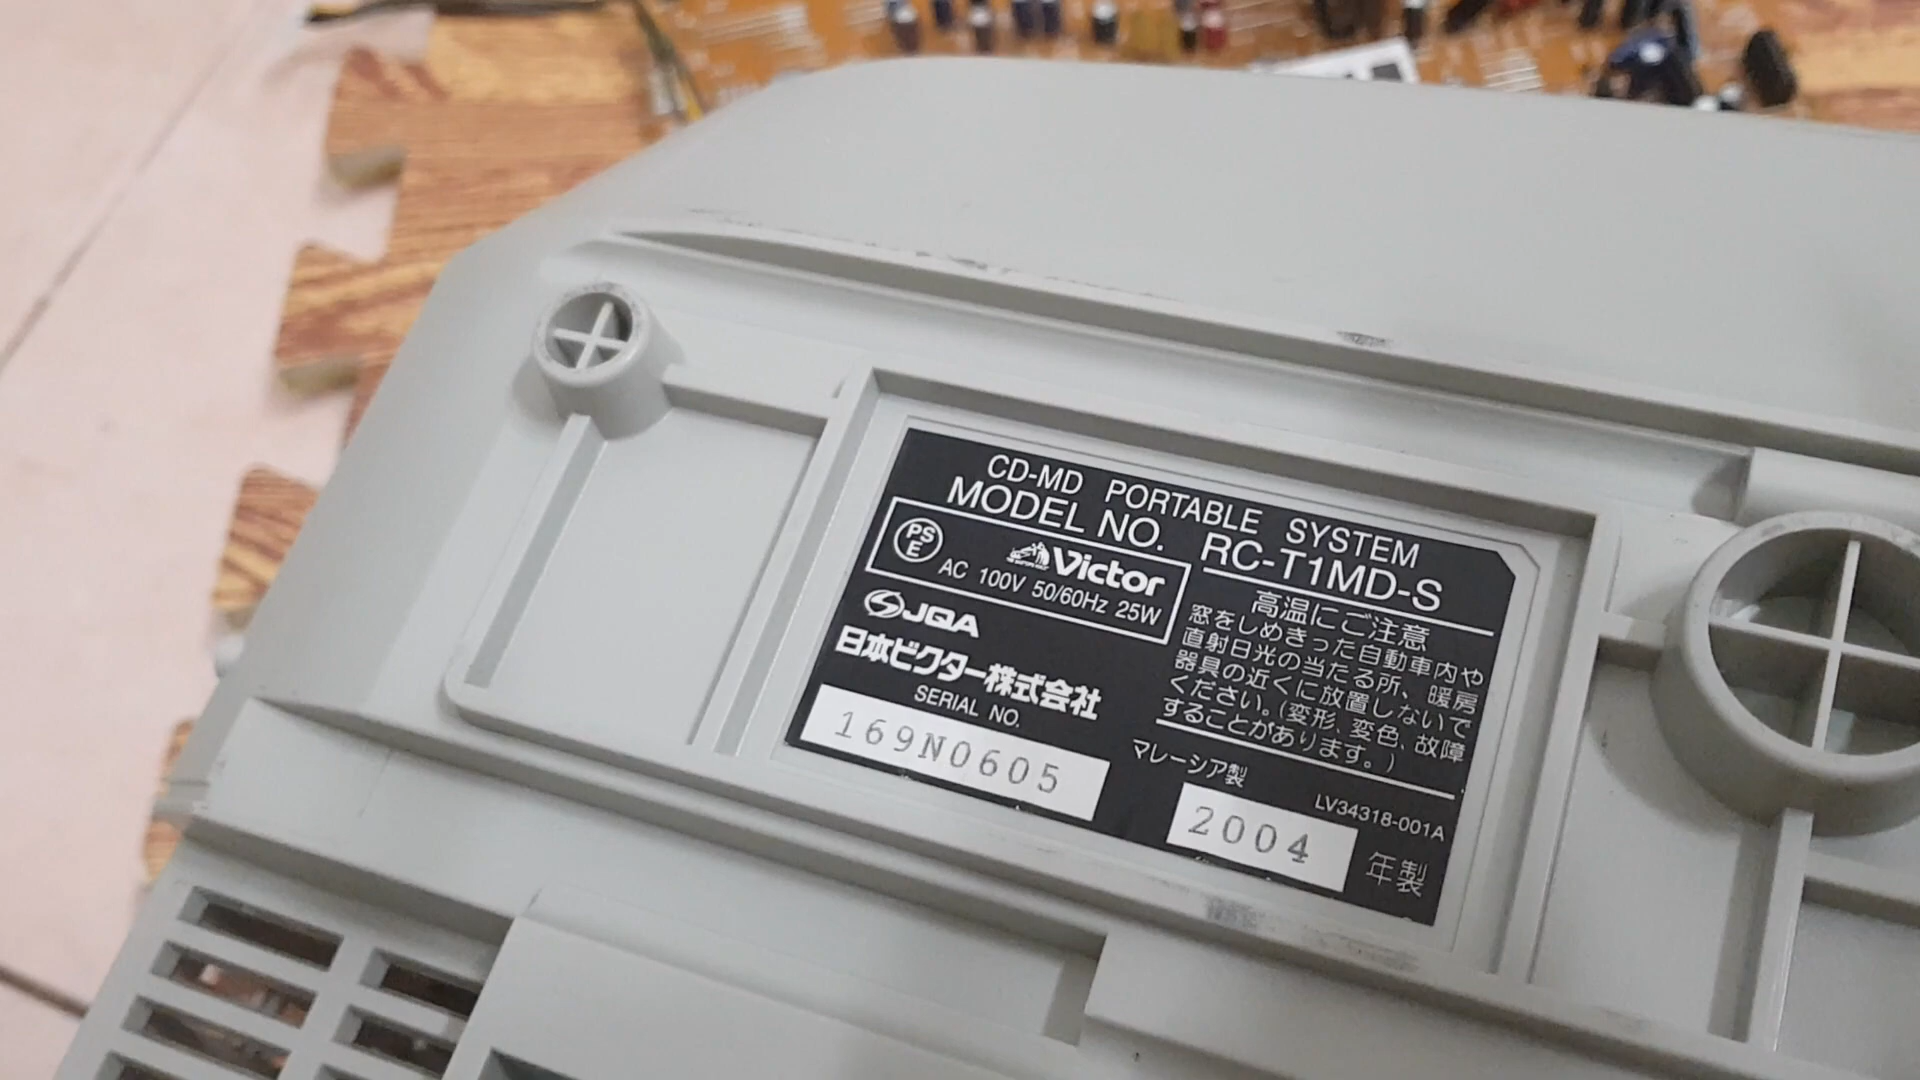 CD-MD PORTABLE SYSTEM
MODEL NO. RC-T1MD-S
PS
E
Victor
AC 100V 50/60Hz 25W
JQA
日本ビクター株式会社
SERIAL NO.
169N0605
高温にご注意
窓をしめきった自動車内や
直射日光の当たる所、暖房
器具の近くに放置しないで
ください。(変形、変色、故障
することがあります。)
マレーシア製
LV34318-001A
2004 年製